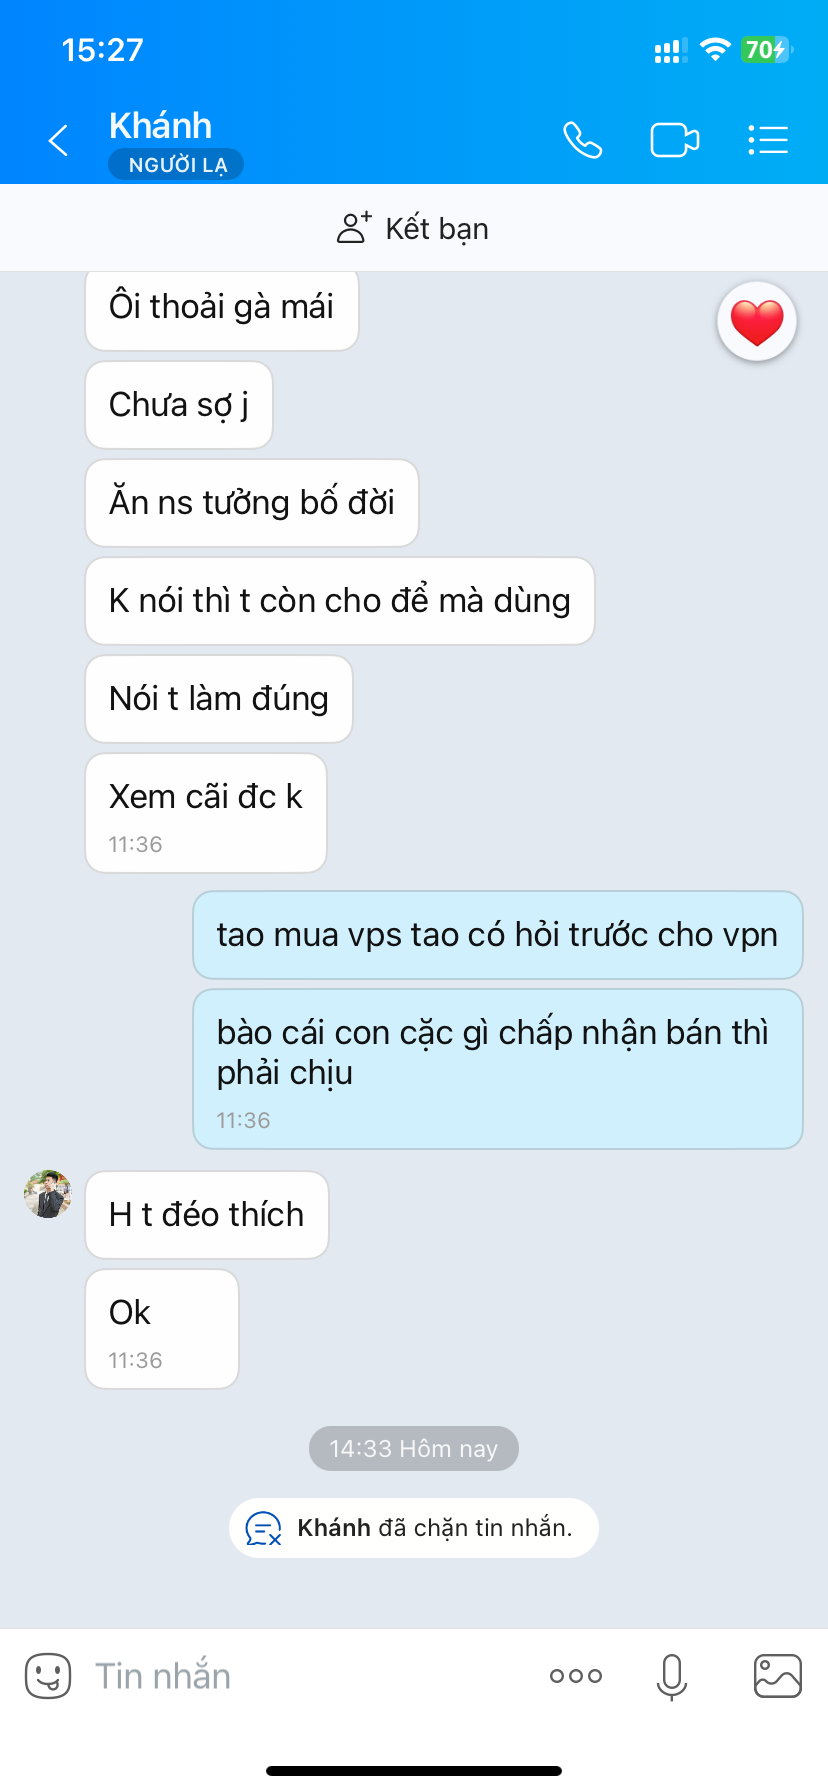 15:27
70
Khánh
NGƯỜI LẠ
Kết bạn
Ôi thoải gà mái
Chưa sợ j
Ăn ns tưởng bố đời
K nói thì t còn cho để mà dùng
Nói t làm đúng
Xem cãi đc k
11:36
tao mua vps tao có hỏi trước cho vpn
bào cái con cặc gì chấp nhận bán thì
phải chịu
11:36
H t đéo thích
Ok
11:36
14:33 Hôm nay
Khánh đã chặn tin nhắn.
Tin nhắn